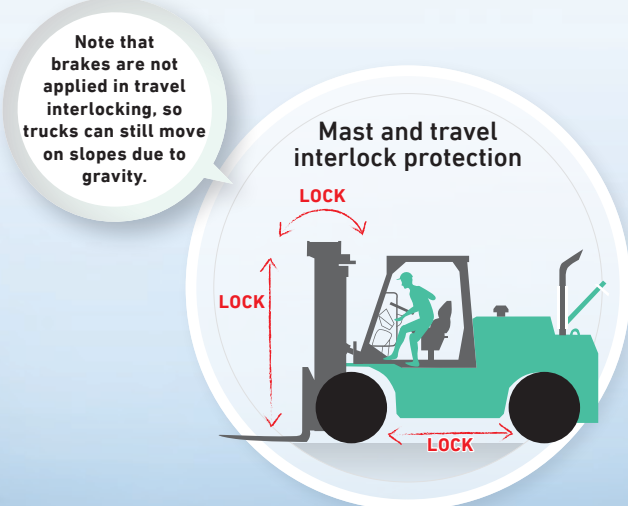 Note that
brakes are not
applied in travel
interlocking, so
trucks can still move
on slopes due to
gravity.
Mast and travel
interlock protection
LOCK
LOCK
LOCK